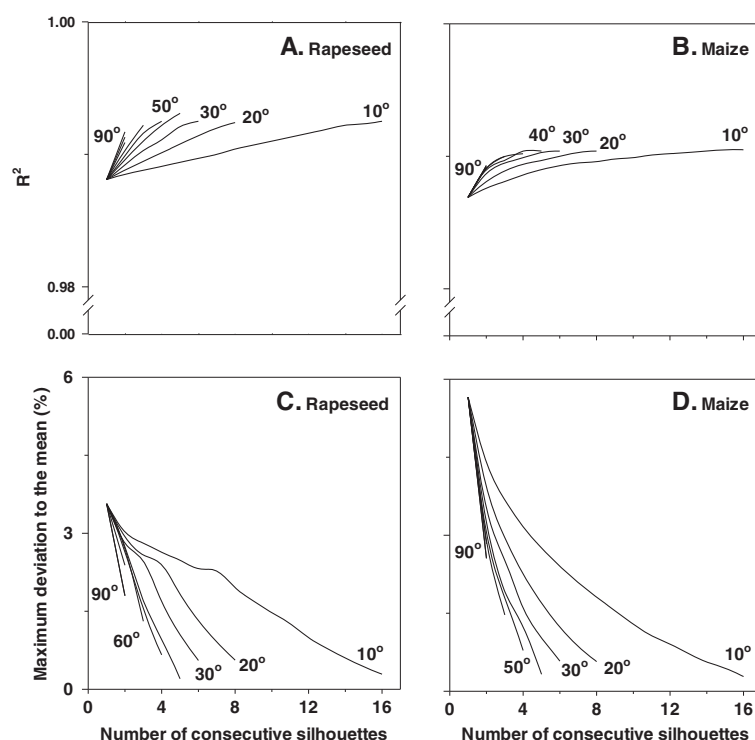 1.00
A. Rapeseed
B. Maize
50°
30°
20°
10°
90°
40°
30°
20°
10°
90°
R²
0.98
0.00
6
C. Rapeseed
D. Maize
Maximum deviation to the mean (%)
3
90°
60°
30°
20°
10°
90°
50°
30°
20°
10°
0
0 4 8 12 16
0 4 8 12 16
Number of consecutive silhouettes
Number of consecutive silhouettes